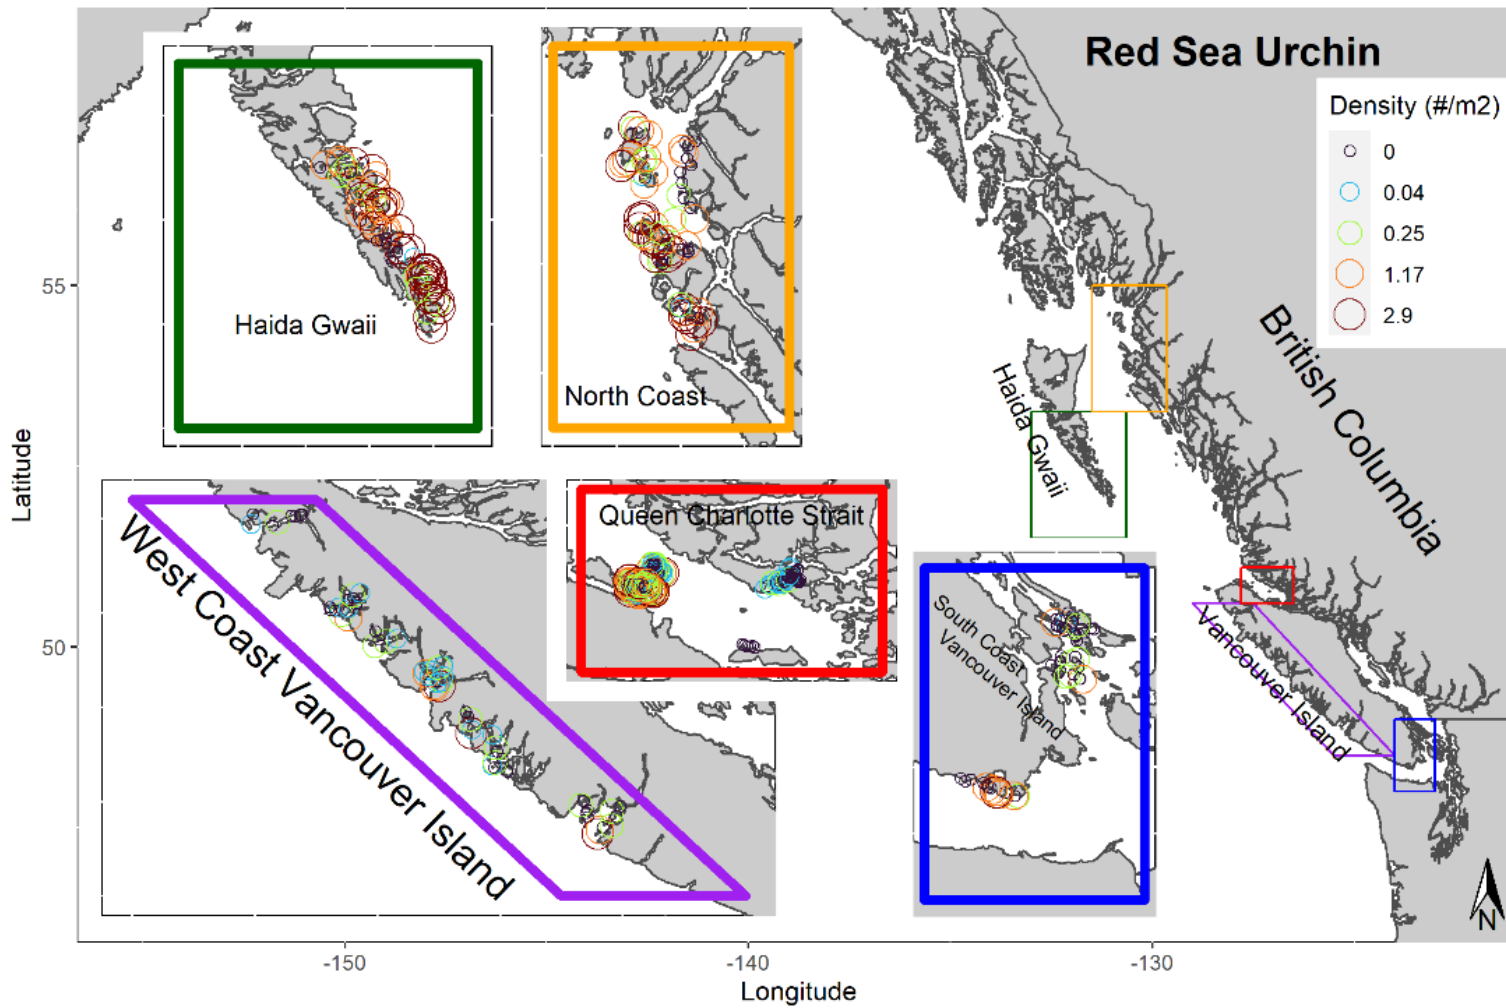 Red Sea Urchin
Density (#/m2)
0
0.04
0.25
1.17
2.9
Haida Gwaii
North Coast
West Coast Vancouver Island
Queen Charlotte Strait
South Coast
Vancouver Island
Haida Gwaii
British Columbia
Vancouver Island
N
55
50
Latitude
-150
-140
-130
Longitude